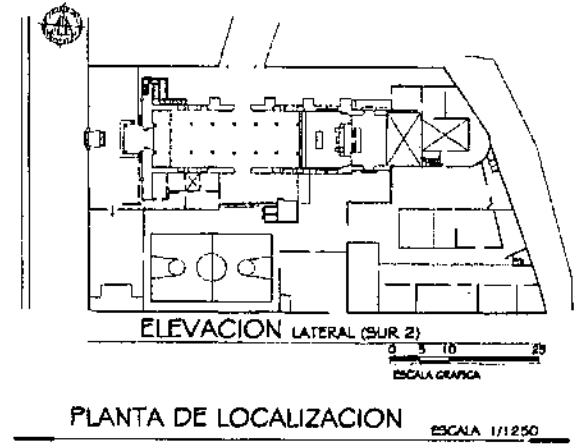 ELEVACION LATERAL (SUR 2)
0 5 10 25
ESCALA GRAFICA
PLANTA DE LOCALIZACION ESCALA 1/1250